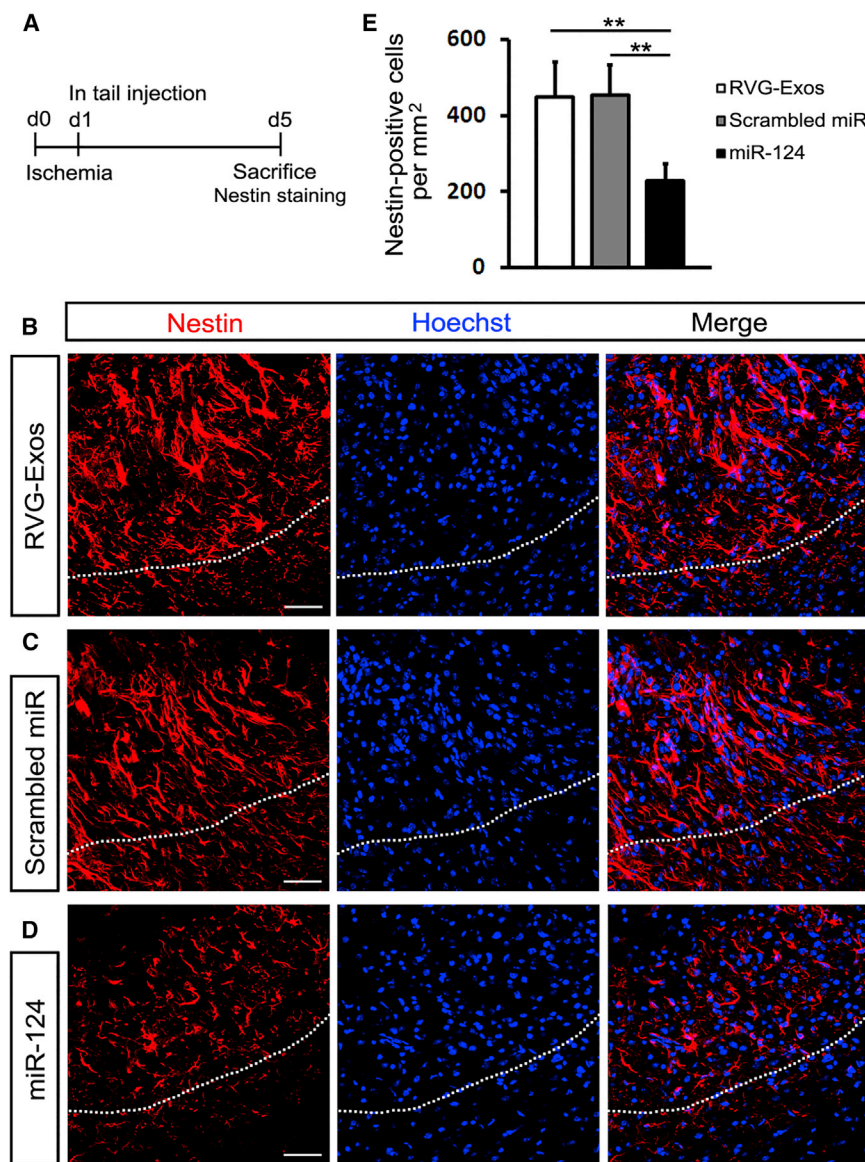 A
In tail injection
d0 d1 d5
Ischemia Sacrifice
Nestin staining
E
Nestin-positive cells
per mm²
600
400
200
0
**
**
RVG-Exos
Scrambled miR
miR-124
B
Nestin Hoechst Merge
RVG-Exos
C
Scrambled miR
D
miR-124